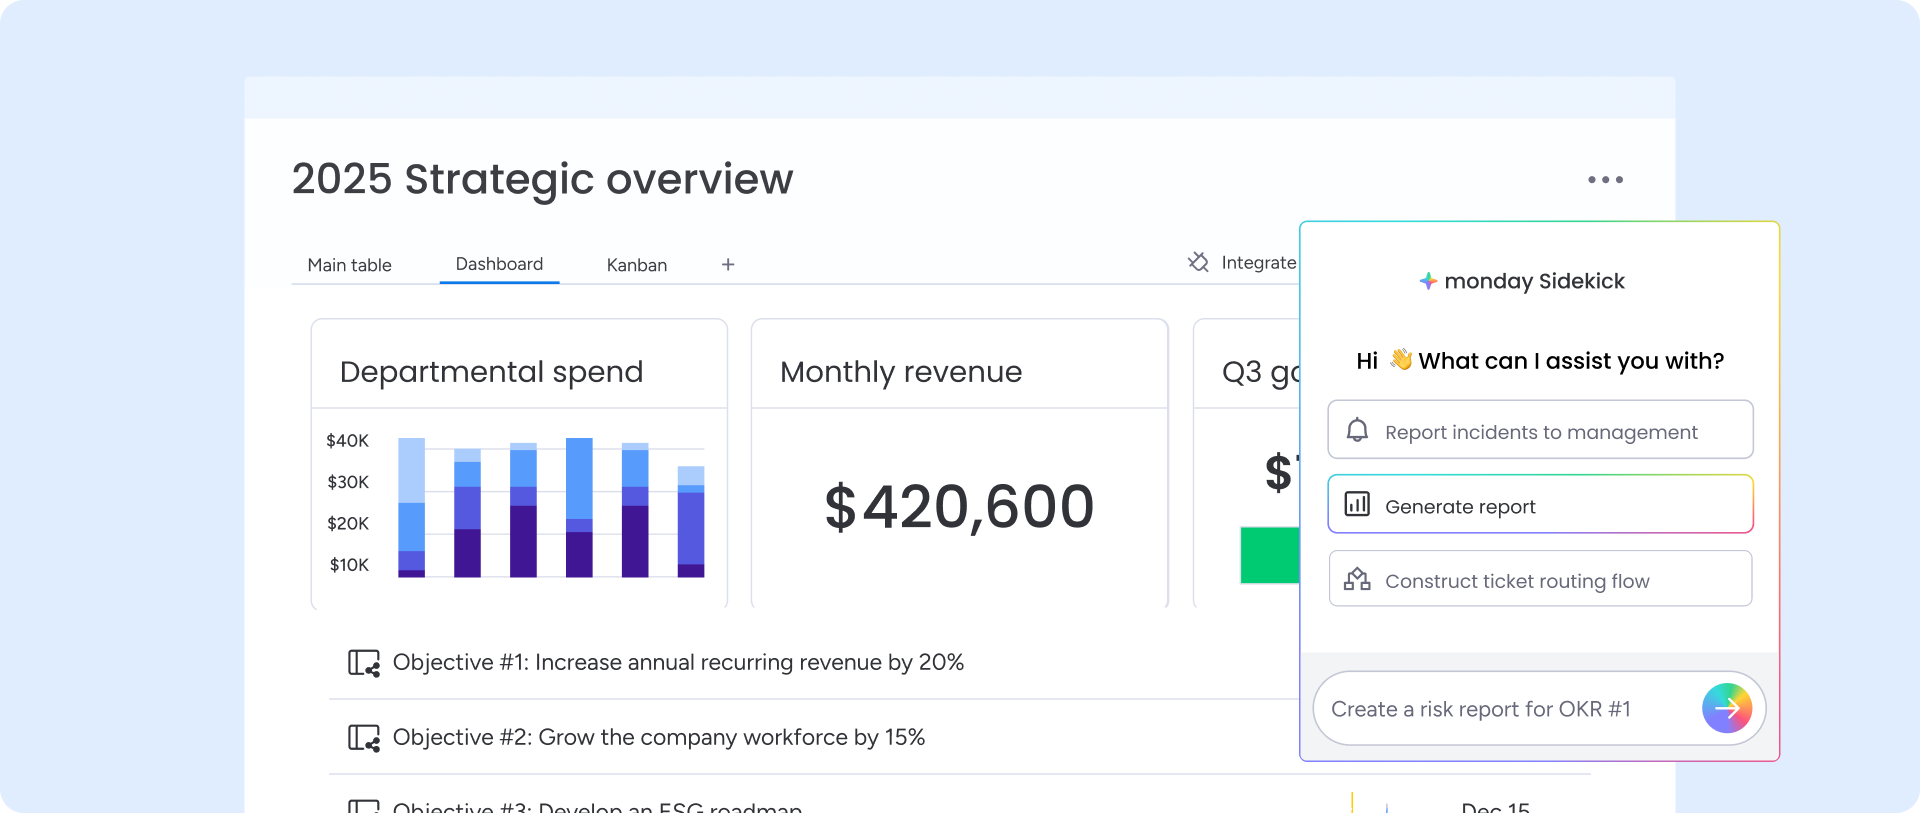 2025 Strategic overview
Main table
Dashboard
Kanban
+
Integrate
Departmental spend
$40K
$30K
$20K
$10K
Monthly revenue
$420,600
Q3
Objective #1: Increase annual recurring revenue by 20%
Objective #2: Grow the company workforce by 15%
Objective #3: Develop an ESG roadmap
Dec 15
monday Sidekick
Hi 👋 What can I assist you with?
Report incidents to management
Generate report
Construct ticket routing flow
Create a risk report for OKR #1